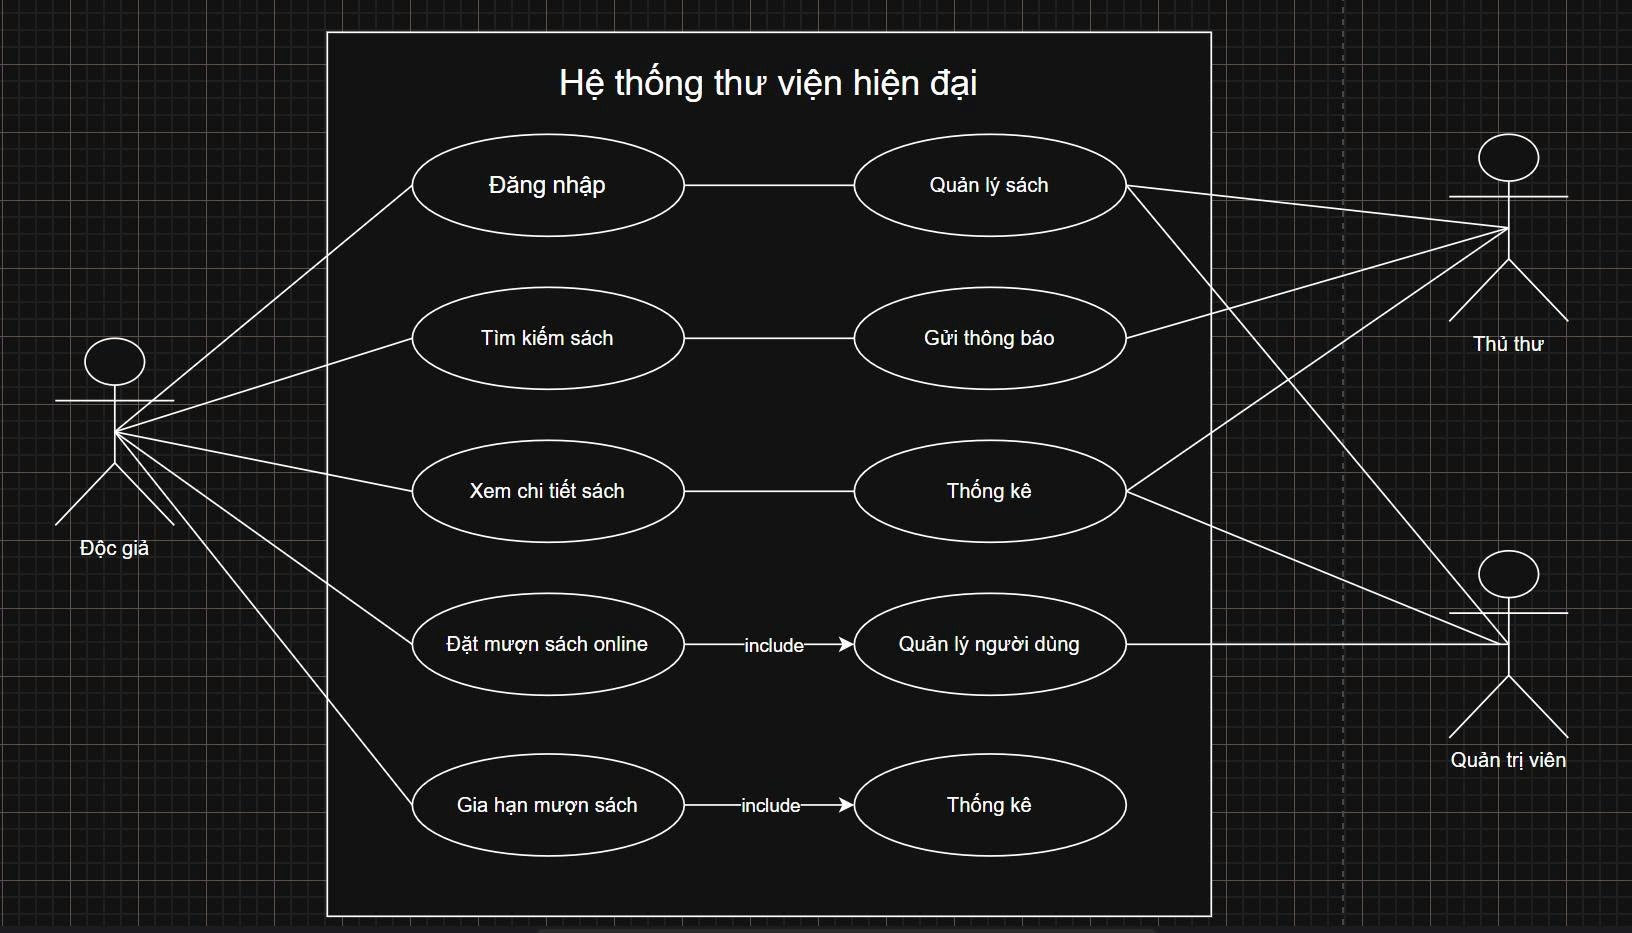 Hệ thống thư viện hiện đại
Đăng nhập
Quản lý sách
Tìm kiếm sách
Gửi thông báo
Thủ thư
Xem chi tiết sách
Thống kê
Độc giả
Đặt mượn sách online
include
Quản lý người dùng
Quản trị viên
Gia hạn mượn sách
include
Thống kê